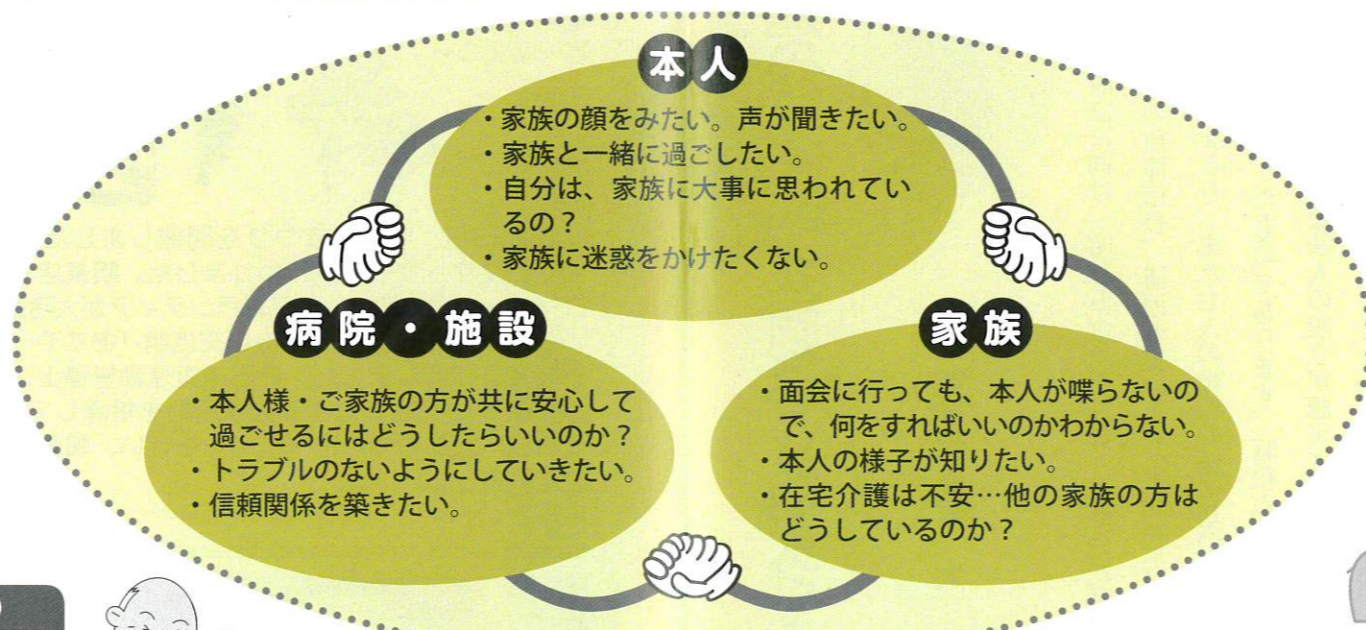 本人
・家族の顔をみたい。声が聞きたい。
・家族と一緒に過ごしたい。
・自分は、家族に大事に思われてい
るの？
・家族に迷惑をかけたくない。
病院・施設
・本人様・ご家族の方が共に安心して
過ごせるにはどうしたらいいのか？
・トラブルのないようにしていきたい。
・信頼関係を築きたい。
家族
・面会に行っても、本人が喋らないの
で、何をすればいいのかわからない。
・本人の様子が知りたい。
・在宅介護は不安…他の家族の方は
どうしているのか？